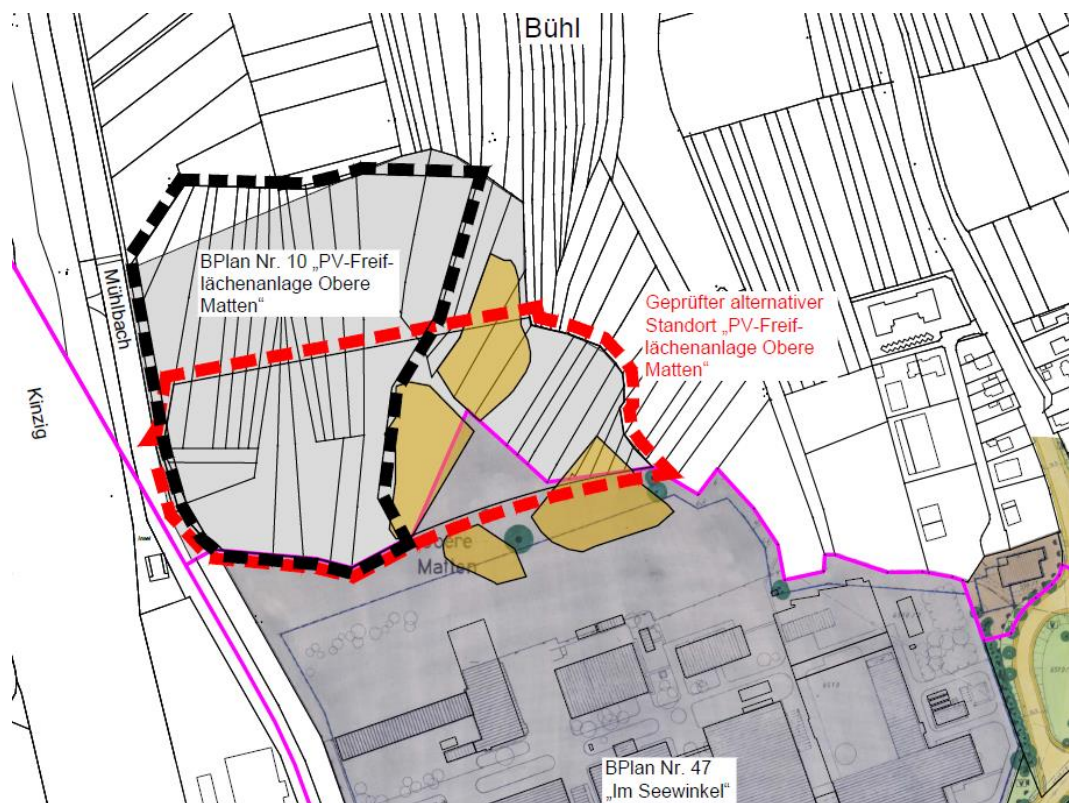 Bühl
BPlan Nr. 10 „PV-Freif-
lächenanlage Obere
Matten“
Geprüfter alternativer
Standort „PV-Freif-
lächenanlage Obere
Matten“
Mühlbach
Kinzig
Obere
Matten
BPlan Nr. 47
„Im Seewinkel“